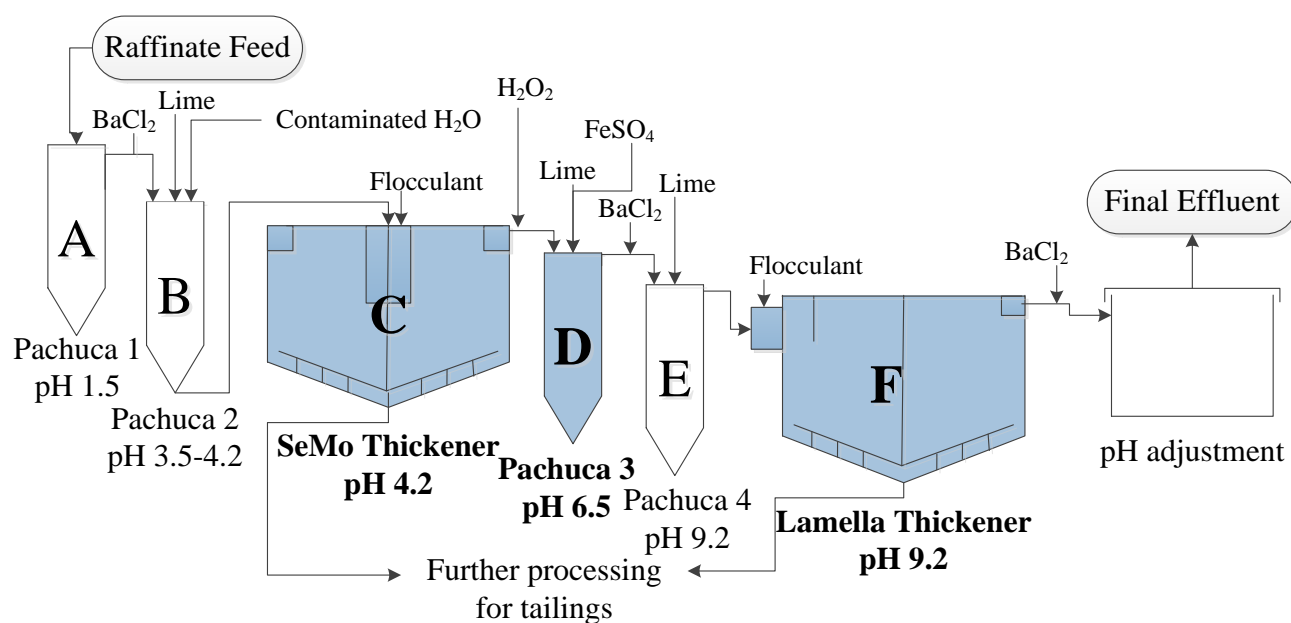 Raffinate Feed
BaCl₂
Lime
Contaminated H₂O
H₂O₂
FeSO₄
Flocculant
Lime
BaCl₂
Lime
Flocculant
BaCl₂
Final Effluent
A
B
C
D
E
F
Pachuca 1
pH 1.5
Pachuca 2
pH 3.5-4.2
SeMo Thickener
pH 4.2
Pachuca 3
pH 6.5
Pachuca 4
pH 9.2
Lamella Thickener
pH 9.2
pH adjustment
Further processing
for tailings